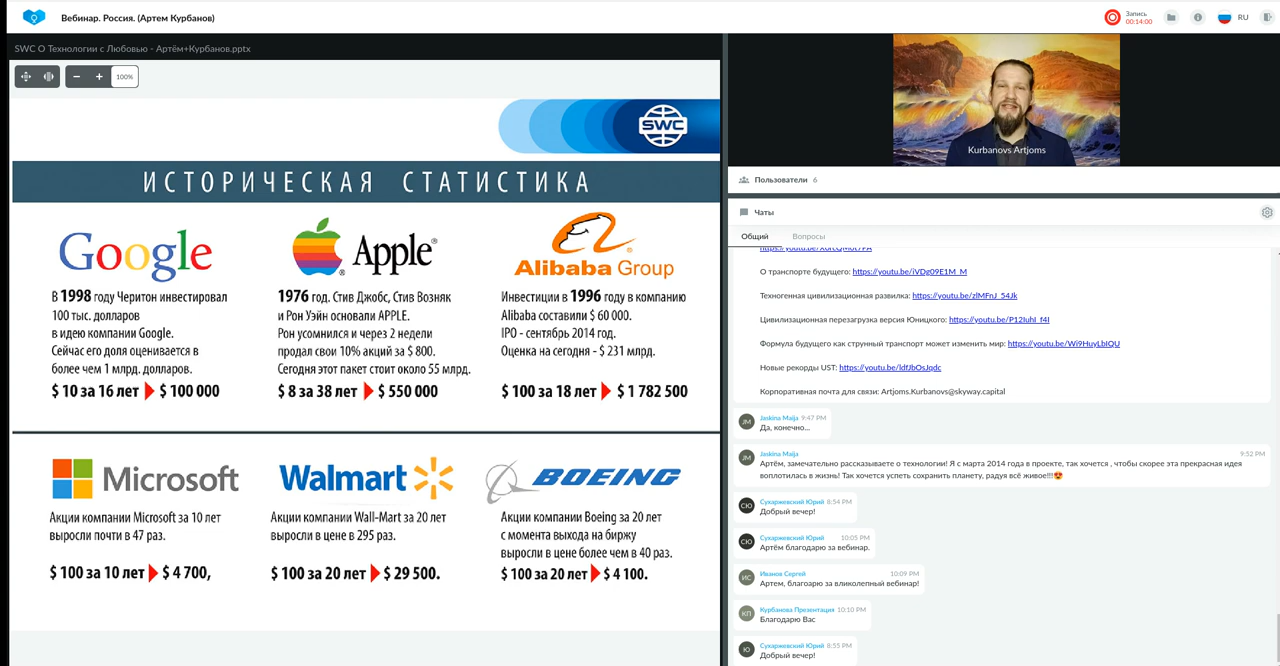 Вебинар. Россия. (Артем Курбанов)
Запись
00:14:00
RU
SWC О Технологии с Любовью - Артём+Курбанов.pptx
100%
SWC
ИСТОРИЧЕСКАЯ СТАТИСТИКА
Google
В 1998 году Черитон инвестировал
100 тыс. долларов
в идею компании Google.
Сейчас его доля оценивается в
более чем 1 млрд. долларов.
$ 10 за 16 лет $ 100 000
Apple®
1976 год. Стив Джобс, Стив Возняк
и Рон Уэйн основали APPLE.
Рон усомнился и через 2 недели
продал свои 10% акций за $ 800.
Сегодня этот пакет стоит около 55 млрд.
$ 8 за 38 лет $ 550 000
Alibaba Group
Инвестиции в 1996 году в компанию
Alibaba составили $ 60 000.
IPO - сентябрь 2014 год.
Оценка на сегодня - $ 231 млрд.
$ 100 за 18 лет $ 1 782 500
Microsoft
Акции компании Microsoft за 10 лет
выросли почти в 47 раз.
$ 100 за 10 лет $ 4 700,
Walmart
Акции компании Wall-Mart за 20 лет
выросли в цене в 295 раз.
$ 100 за 20 лет $ 29 500.
BOEING
Акции компании Boeing за 20 лет
с момента выхода на биржу
выросли в цене более чем в 40 раз.
$ 100 за 20 лет $ 4 100.
Kurbanovs Artjoms
Пользователи 6
Чаты
Общий Вопросы
О транспорте будущего: https://youtu.be/iVDg09E1M_M
Техногенная цивилизационная развилка: https://youtu.be/zlMFnJ_54Jk
Цивилизационная перезагрузка версия Юницкого: https://youtu.be/P12IuhI_f4I
Формула будущего как струнный транспорт может изменить мир: https://youtu.be/Wi9HuyLbIQU
Новые рекорды UST: https://youtu.be/ldfJbOsJqdc
Корпоративная почта для связи: Artjoms.Kurbanovs@skyway.capital
JM Jaskina Maija 9:47 PM
Да, конечно...
JM Jaskina Maija 9:52 PM
Артём, замечательно рассказываете о технологии! Я с марта 2014 года в проекте, так хочется , чтобы скорее эта прекрасная идея
воплотилась в жизнь! Так хочется успеть сохранить планету, радуя всё живое!!!😍
СЮ Сухаржевский Юрий 8:54 PM
Добрый вечер!
СЮ Сухаржевский Юрий 10:05 PM
Артём благодарю за вебинар.
ИС Иванов Сергей 10:09 PM
Артем, благоарю за вликолепный вебинар!
КП Курбанова Презентация 10:10 PM
Благодарю Вас
Ю Сухаржевский Юрий 8:55 PM
Добрый вечер!